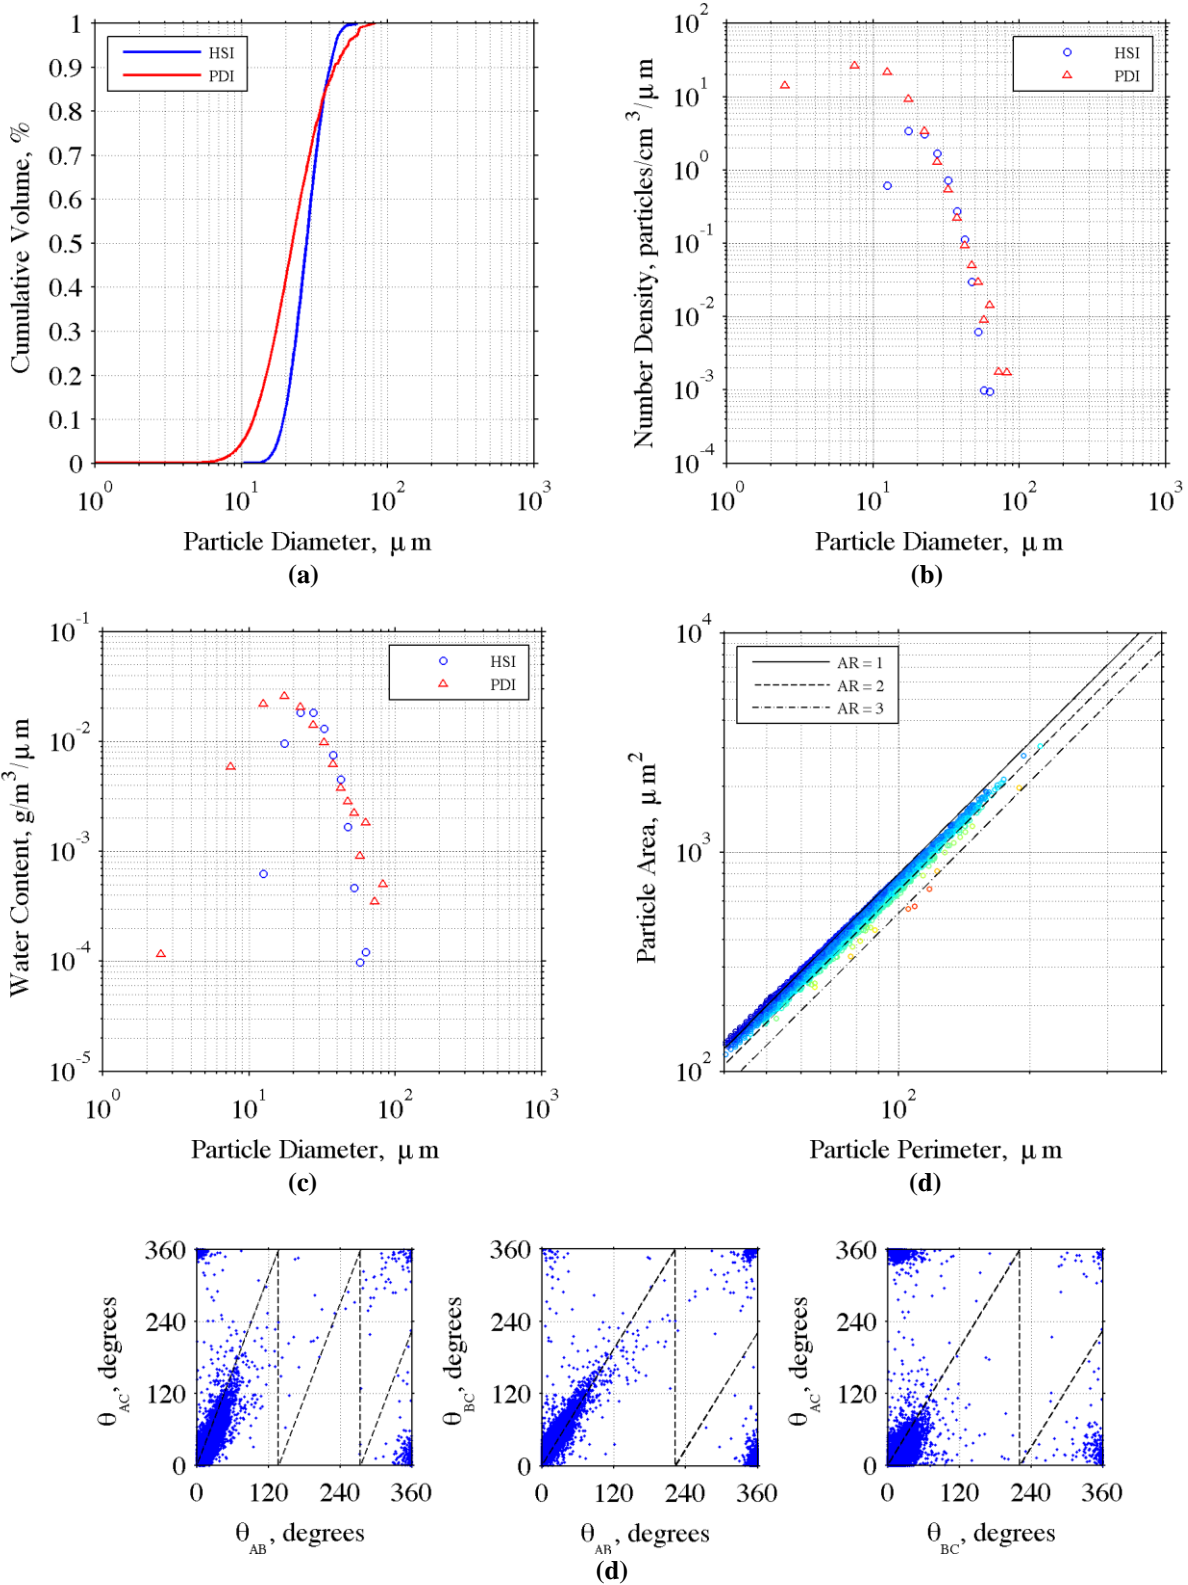 1
0.9
0.8
0.7
0.6
0.5
0.4
0.3
0.2
0.1
0
10^0
10^1
10^2
10^3
HSI
PDI
Cumulative Volume, %
Particle Diameter, μm
(a)
10^2
10^1
10^0
10^-1
10^-2
10^-3
10^-4
10^0
10^1
10^2
10^3
HSI
PDI
Number Density, particles/cm^3/μm
Particle Diameter, μm
(b)
10^-1
10^-2
10^-3
10^-4
10^-5
10^0
10^1
10^2
10^3
HSI
PDI
Water Content, g/m^3/μm
Particle Diameter, μm
(c)
10^4
10^3
10^2
10^2
AR = 1
AR = 2
AR = 3
Particle Area, μm^2
Particle Perimeter, μm
(d)
360
240
120
0
0
120
240
360
θ_AC, degrees
θ_AB, degrees
360
240
120
0
0
120
240
360
θ_BC, degrees
θ_AB, degrees
360
240
120
0
0
120
240
360
θ_AC, degrees
θ_BC, degrees
(d)